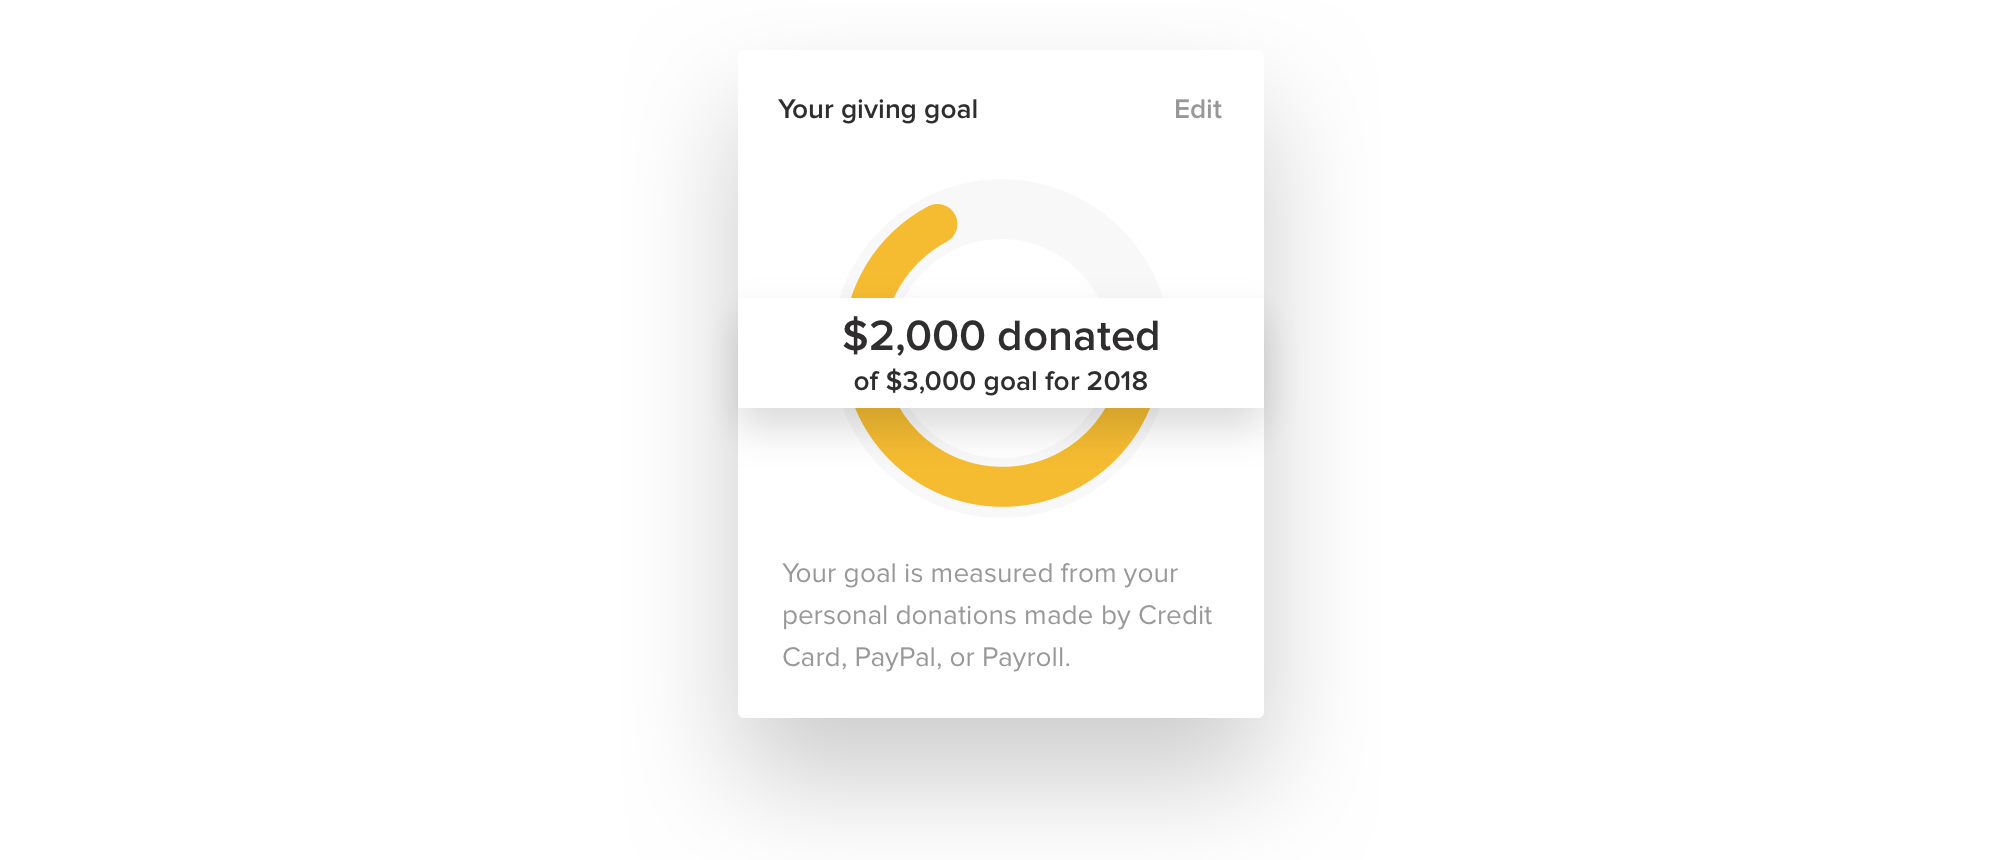 Your giving goal
Edit
$2,000 donated
of $3,000 goal for 2018
Your goal is measured from your
personal donations made by Credit
Card, PayPal, or Payroll.